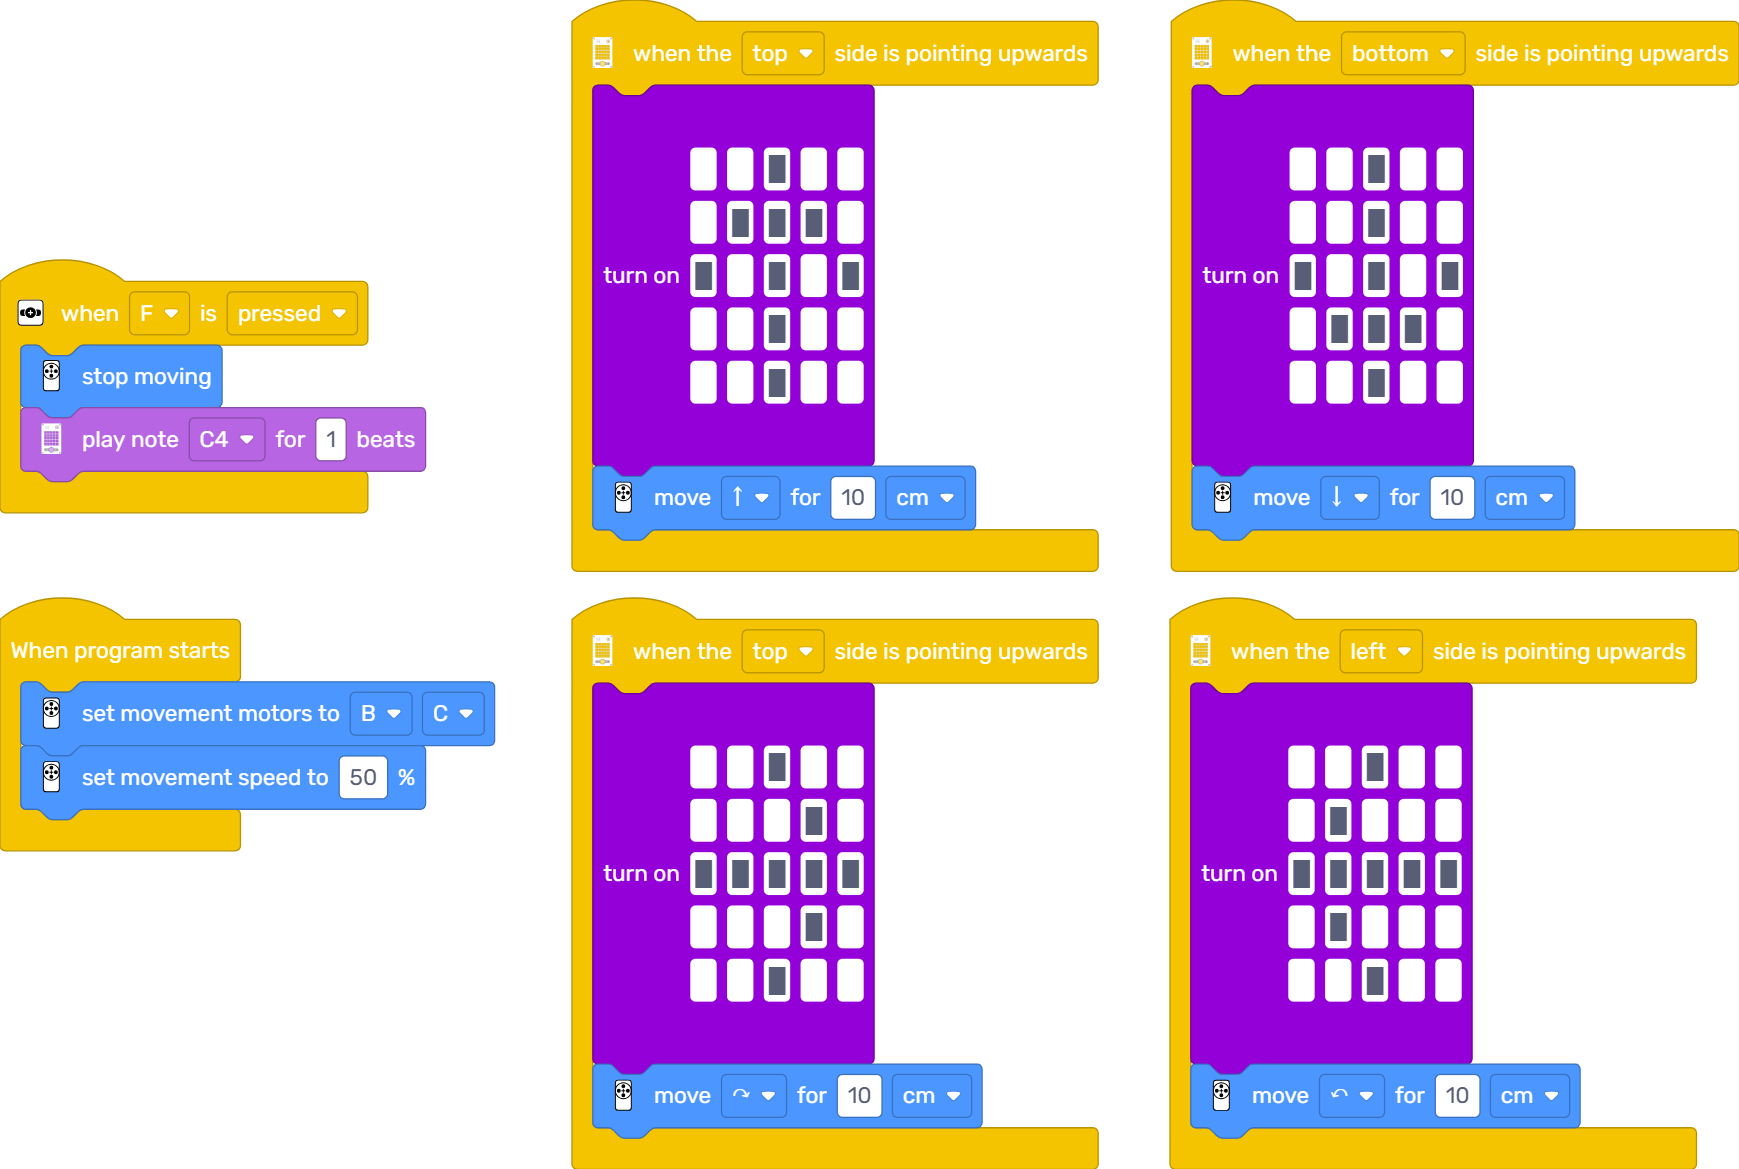 when F is pressed
stop moving
play note C4 for 1 beats
When program starts
set movement motors to B C
set movement speed to 50 %
when the top side is pointing upwards
turn on
move ↑ for 10 cm
when the bottom side is pointing upwards
turn on
move ↓ for 10 cm
when the top side is pointing upwards
turn on
move ↷ for 10 cm
when the left side is pointing upwards
turn on
move ↶ for 10 cm